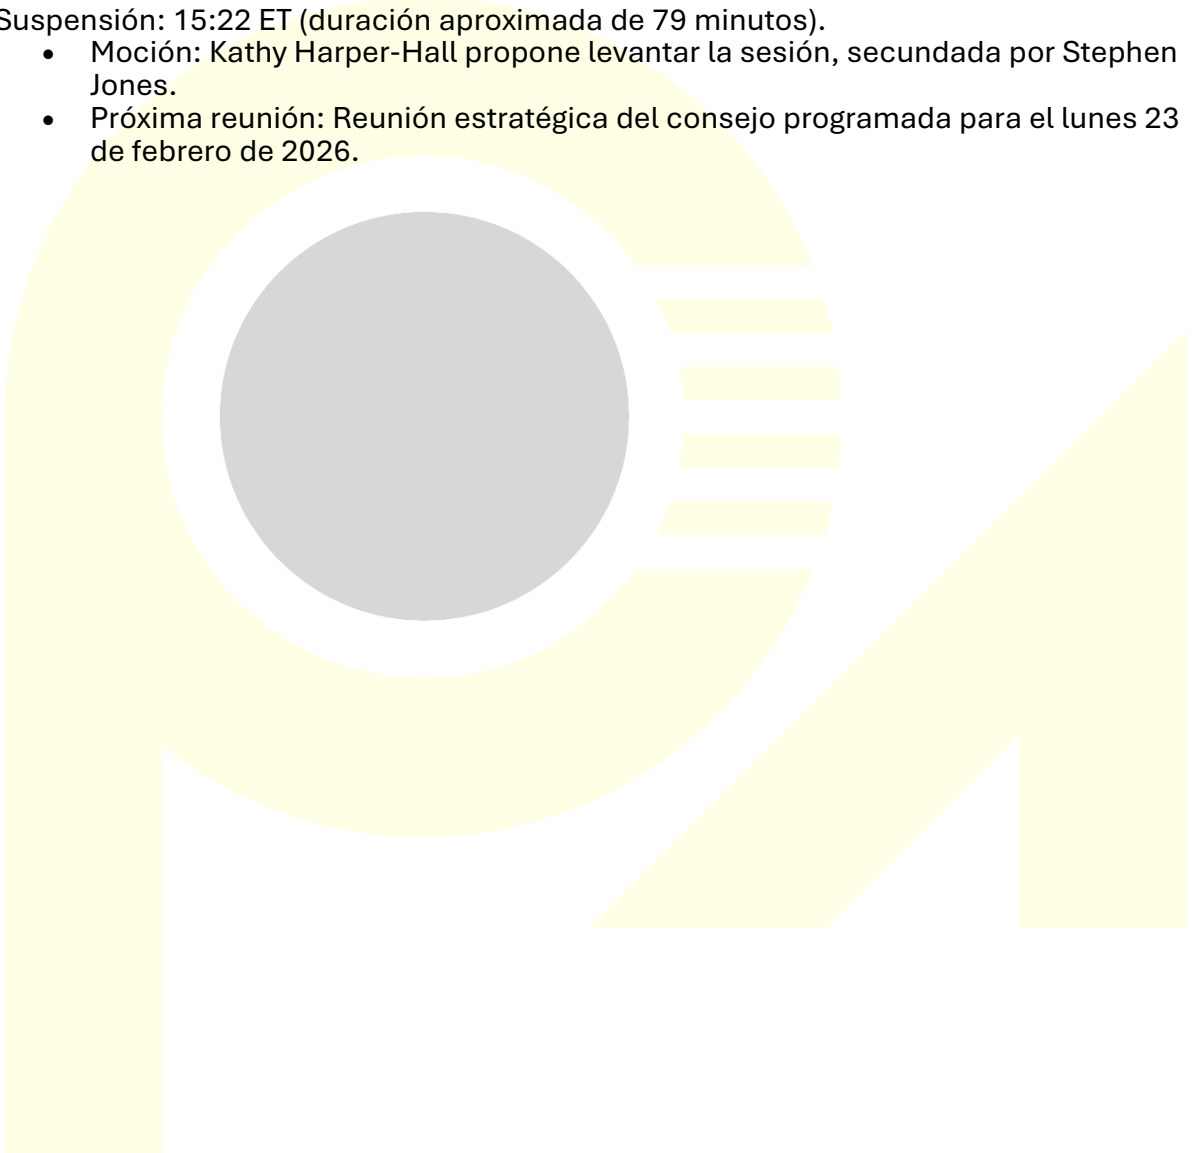 Suspensión: 15:22 ET (duración aproximada de 79 minutos).
• Moción: Kathy Harper-Hall propone levantar la sesión, secundada por Stephen
Jones.
• Próxima reunión: Reunión estratégica del consejo programada para el lunes 23
de febrero de 2026.